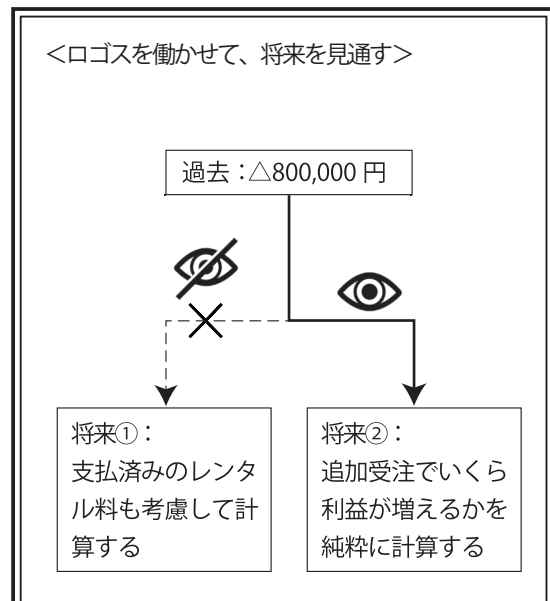 ＜ロゴスを働かせて、将来を見通す＞
過去：△800,000 円
将来①：
支払済みのレンタ
ル料も考慮して計
算する
将来②：
追加受注でいくら
利益が増えるかを
純粋に計算する